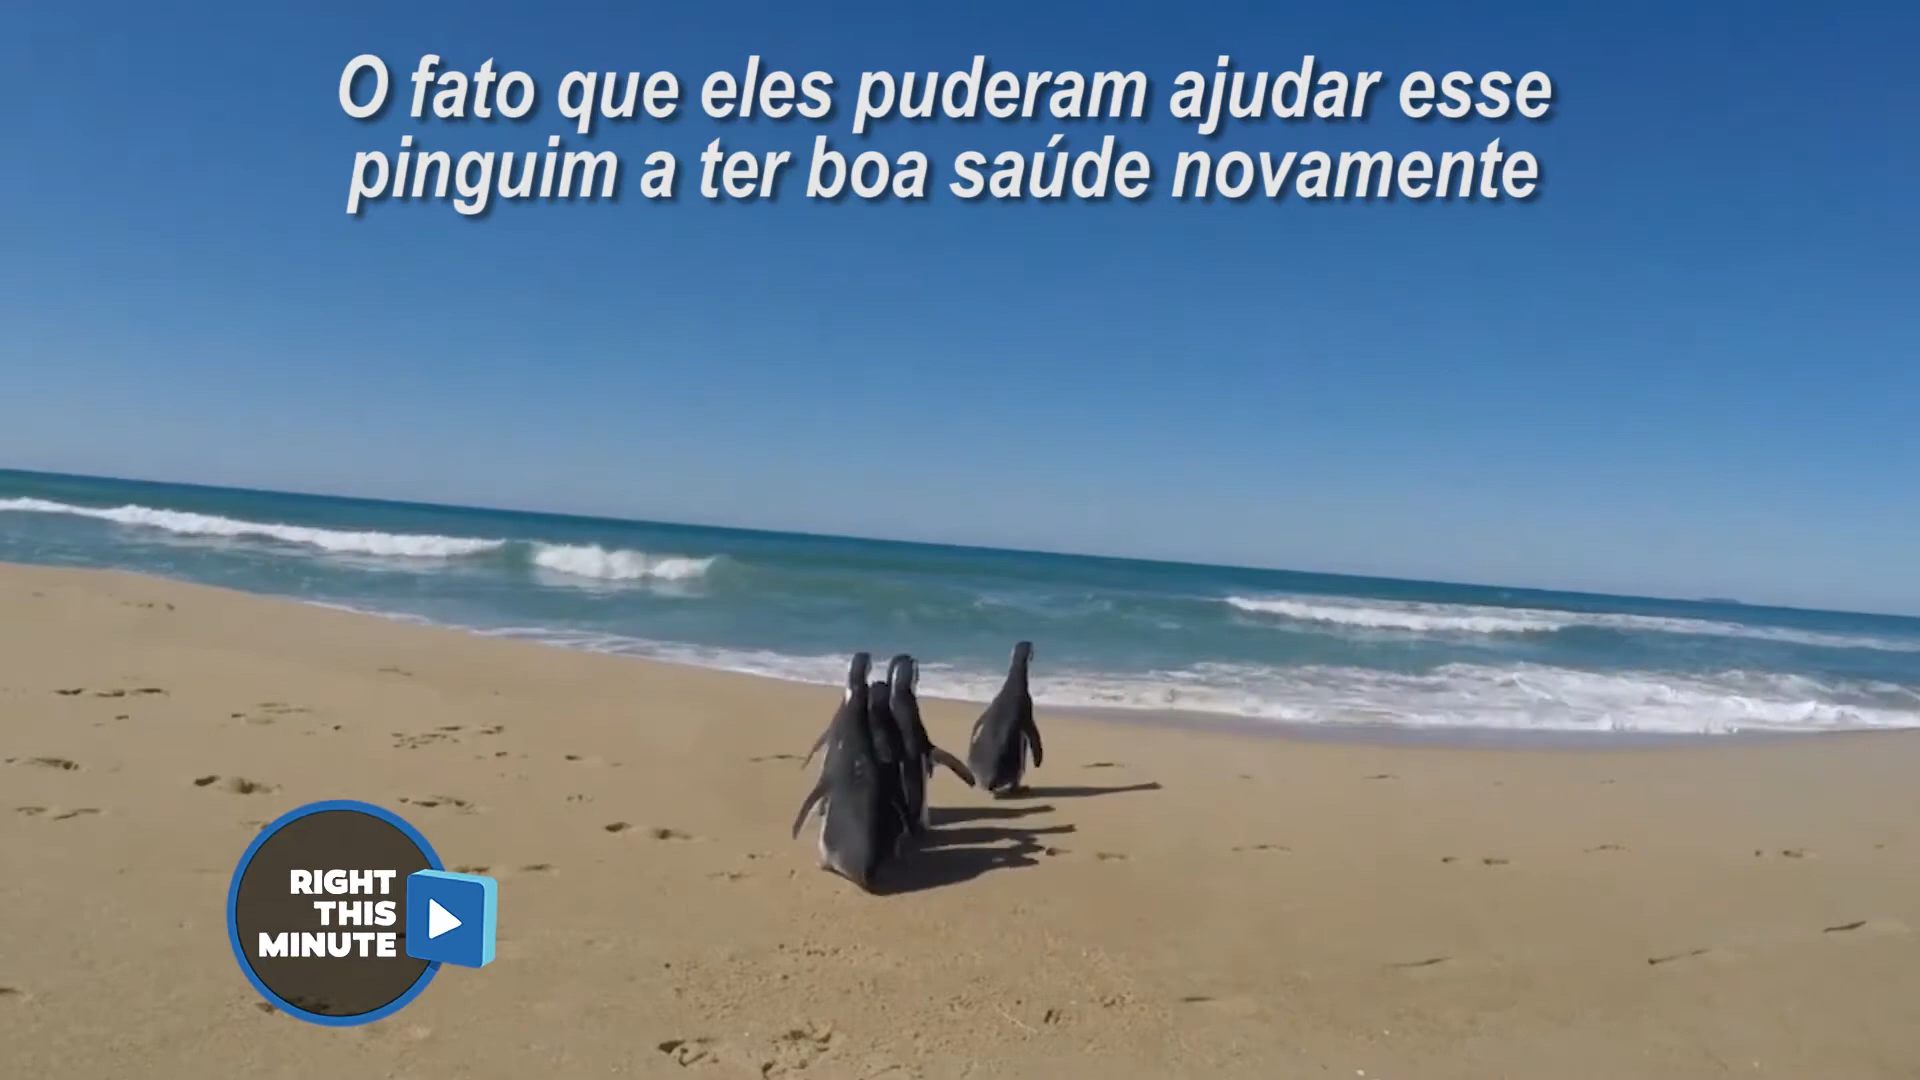 O fato que eles puderam ajudar esse
pinguim a ter boa saúde novamente
RIGHT
THIS
MINUTE